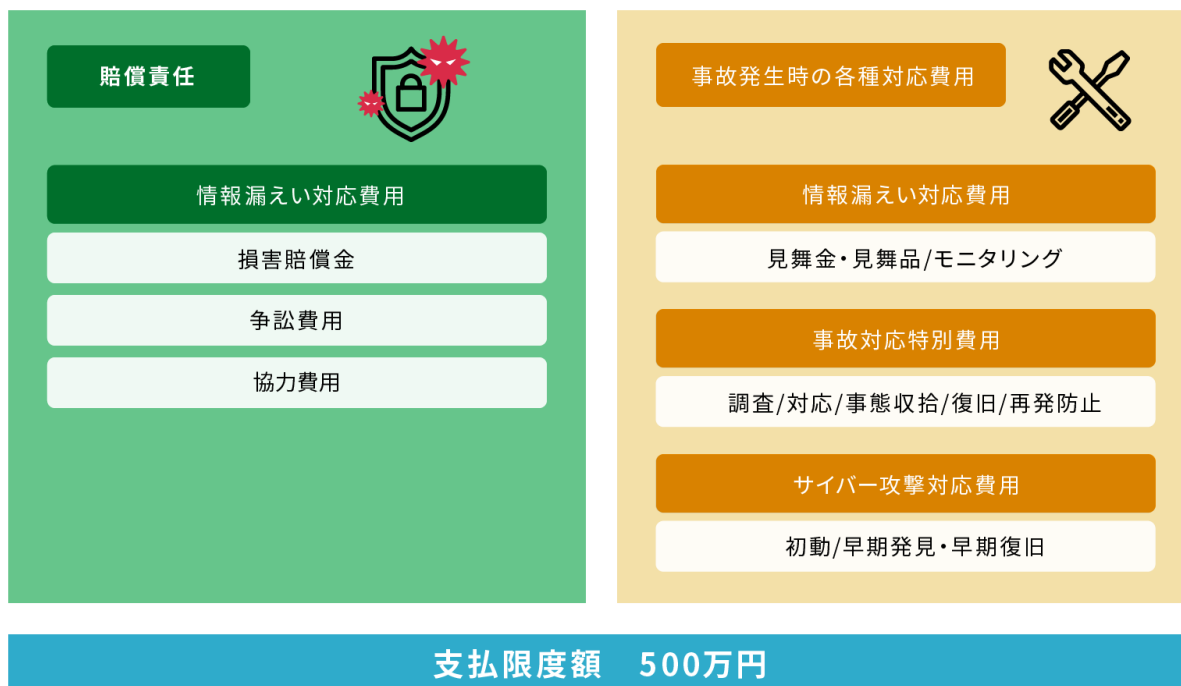 賠償責任
情報漏えい対応費用
損害賠償金
争訟費用
協力費用
事故発生時の各種対応費用
情報漏えい対応費用
見舞金・見舞品/モニタリング
事故対応特別費用
調査/対応/事態収拾/復旧/再発防止
サイバー攻撃対応費用
初動/早期発見・早期復旧
支払限度額　500万円